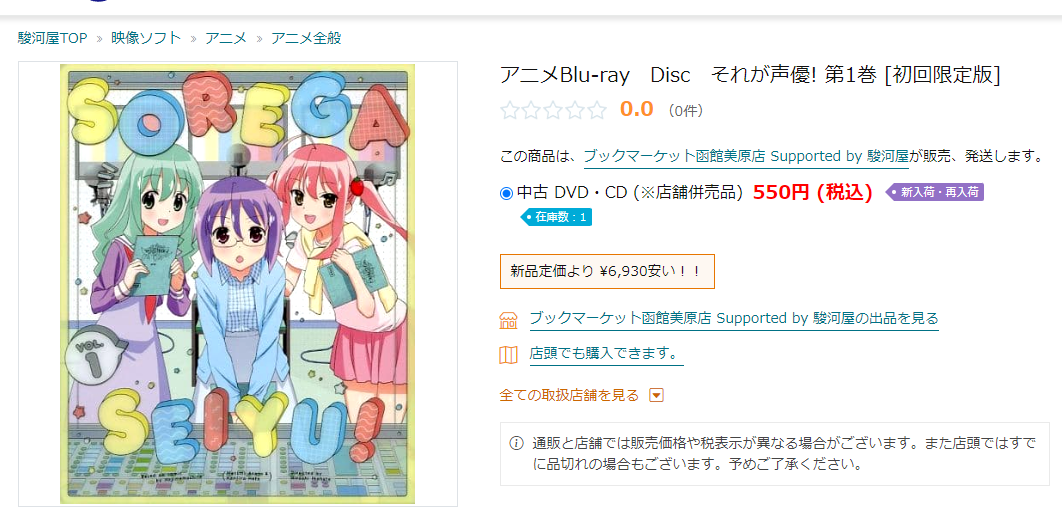 駿河屋TOP » 映像ソフト » アニメ » アニメ全般
SOREGA
VOL.
1
SEIYU!
アニメBlu-ray　Disc　それが声優! 第1巻 [初回限定版]
0.0 （0件）
この商品は、ブックマーケット函館美原店 Supported by 駿河屋が販売、発送します。
中古 DVD・CD (※店舗併売品) 550円 (税込) 新入荷・再入荷
在庫数：1
新品定価より ¥6,930安い！！
ブックマーケット函館美原店 Supported by 駿河屋の出品を見る
店頭でも購入できます。
全ての取扱店舗を見る
通販と店舗では販売価格や税表示が異なる場合がございます。また店頭ではすで
に品切れの場合もございます。予めご了承ください。